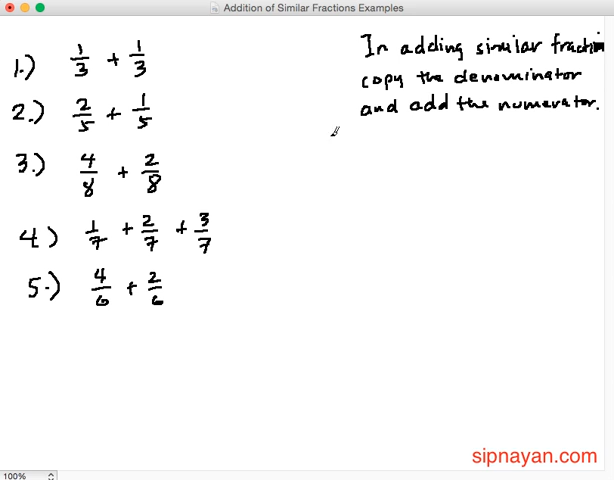 Addition of Similar Fractions Examples
In adding similar fraction
copy the denominator
and add the numerator.
1.) 1/3 + 1/3
2.) 2/5 + 1/5
3.) 4/8 + 2/8
4.) 1/7 + 2/7 + 3/7
5.) 4/6 + 2/6
sipnayan.com
100%